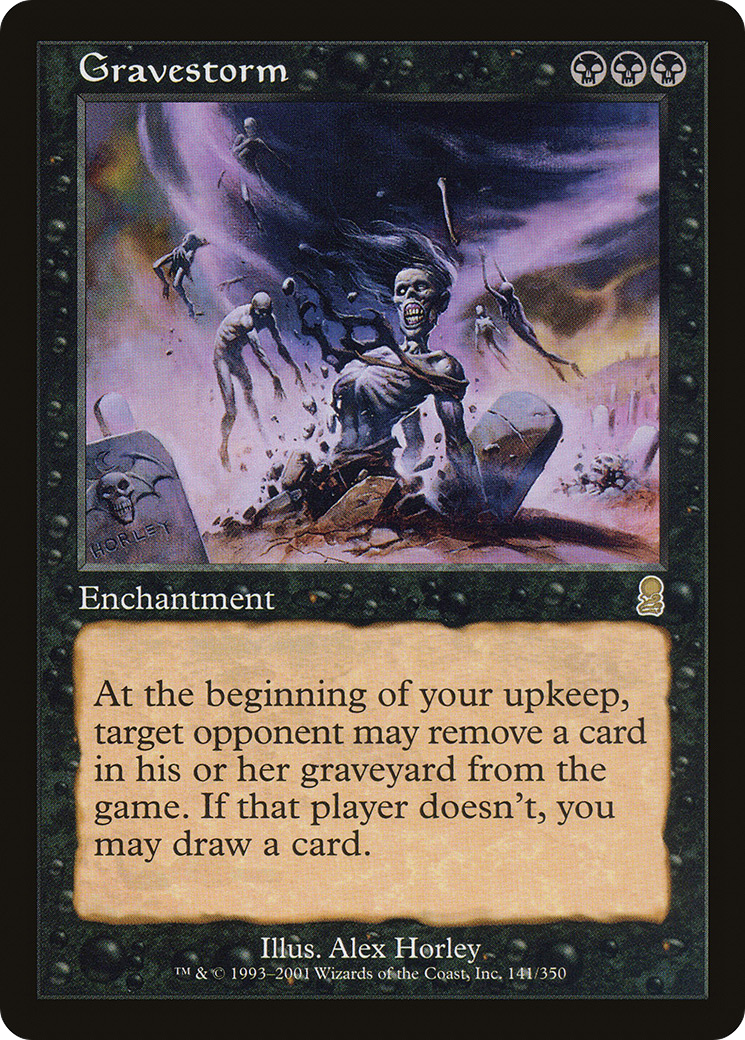 Gravestorm
HORLEY
Enchantment
At the beginning of your upkeep,
target opponent may remove a card
in his or her graveyard from the
game. If that player doesn't, you
may draw a card.
Illus. Alex Horley
™ & © 1993–2001 Wizards of the Coast, Inc. 141/350